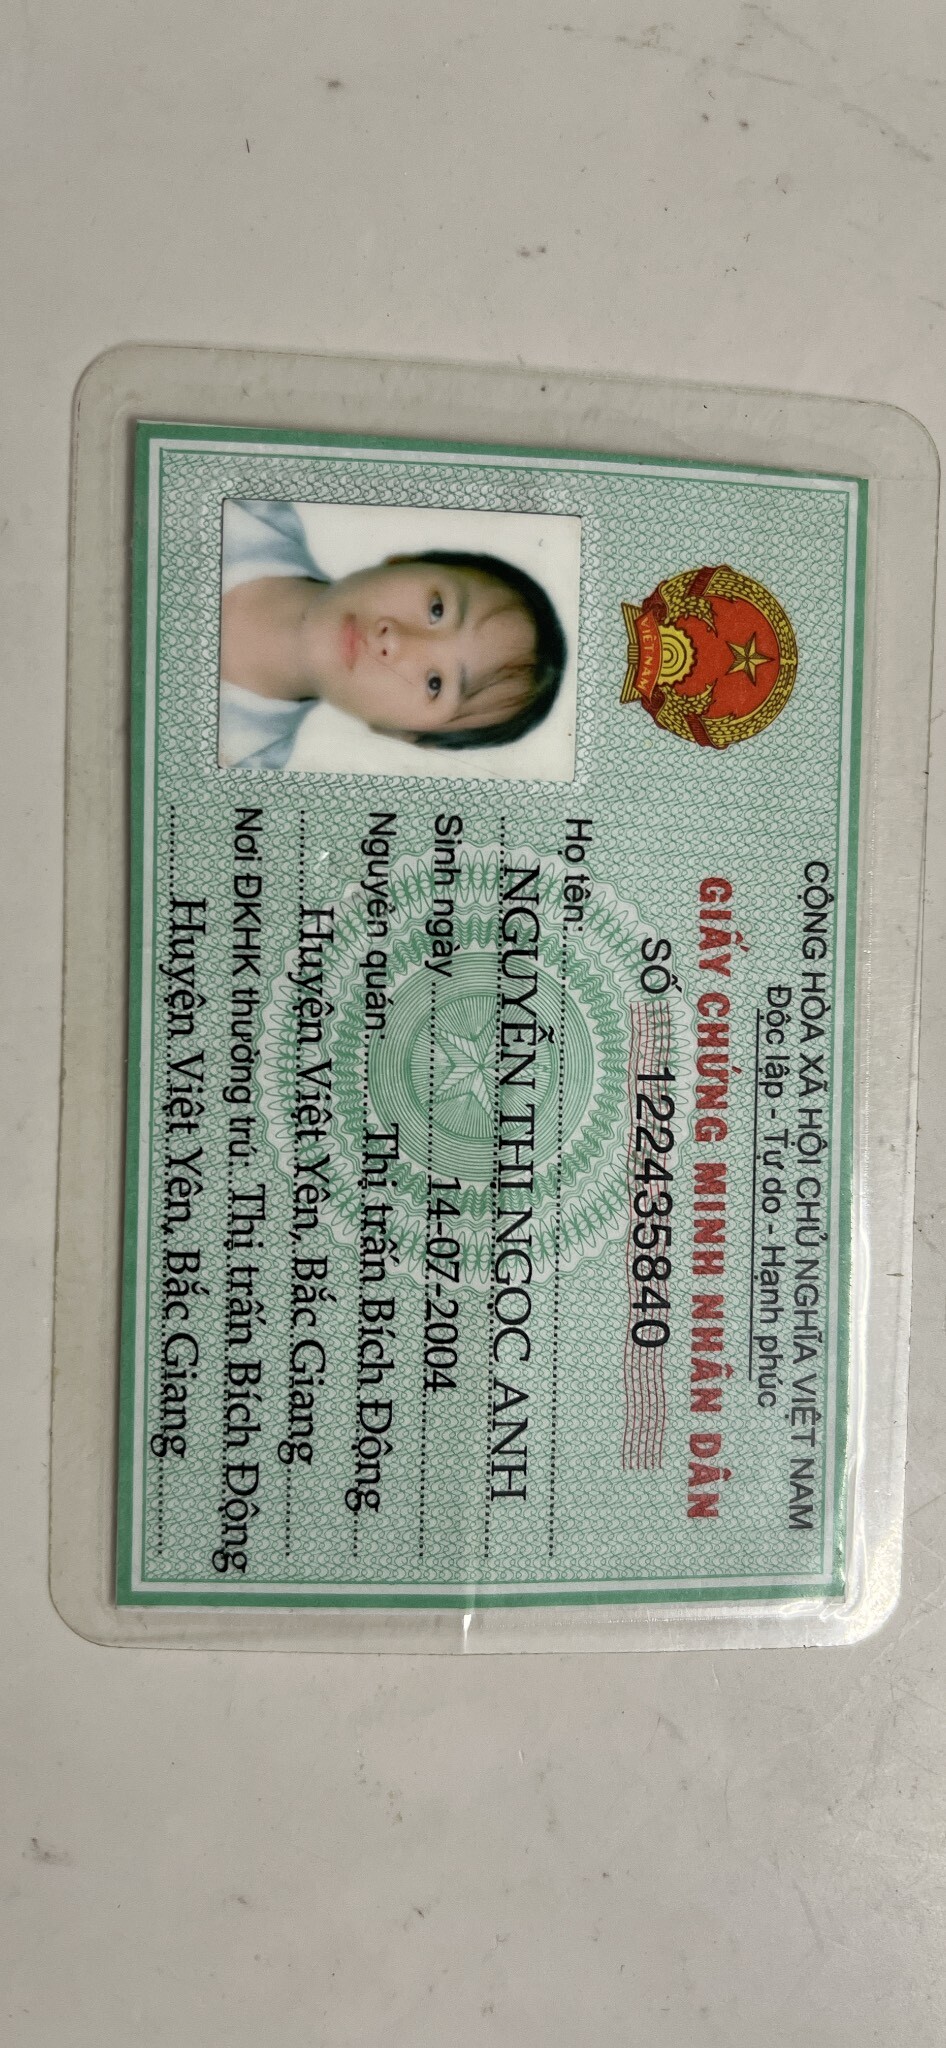 CỘNG HÒA XÃ HỘI CHỦ NGHĨA VIỆT NAM
Độc lập - Tự do - Hạnh phúc
GIẤY CHỨNG MINH NHÂN DÂN
SỐ 122435840
Họ tên:
NGUYỄN THỊ NGỌC ANH
Sinh ngày 14-07-2004
Nguyên quán: Thị trấn Bích Động
Huyện Việt Yên, Bắc Giang
Nơi ĐKHK thường trú: Thị trấn Bích Động
Huyện Việt Yên, Bắc Giang
VIỆT NAM